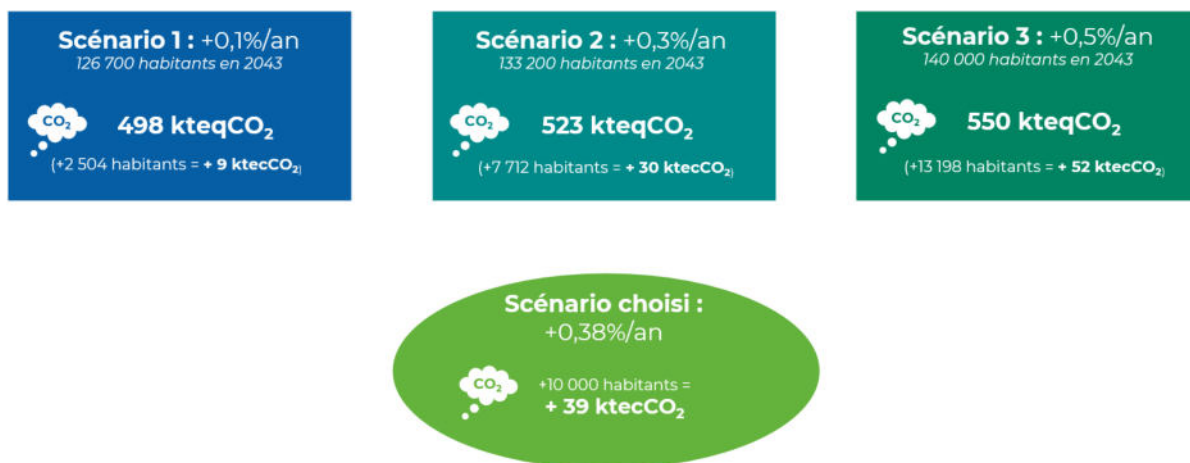 Scénario 1 : +0,1%/an
126 700 habitants en 2043
CO₂
498 kteqCO₂
(+2 504 habitants = + 9 ktecCO₂)
Scénario 2 : +0,3%/an
133 200 habitants en 2043
CO₂
523 kteqCO₂
(+7 712 habitants = + 30 ktecCO₂)
Scénario 3 : +0,5%/an
140 000 habitants en 2043
CO₂
550 kteqCO₂
(+13 198 habitants = + 52 ktecCO₂)
Scénario choisi :
+0,38%/an
CO₂
+10 000 habitants =
+ 39 ktecCO₂